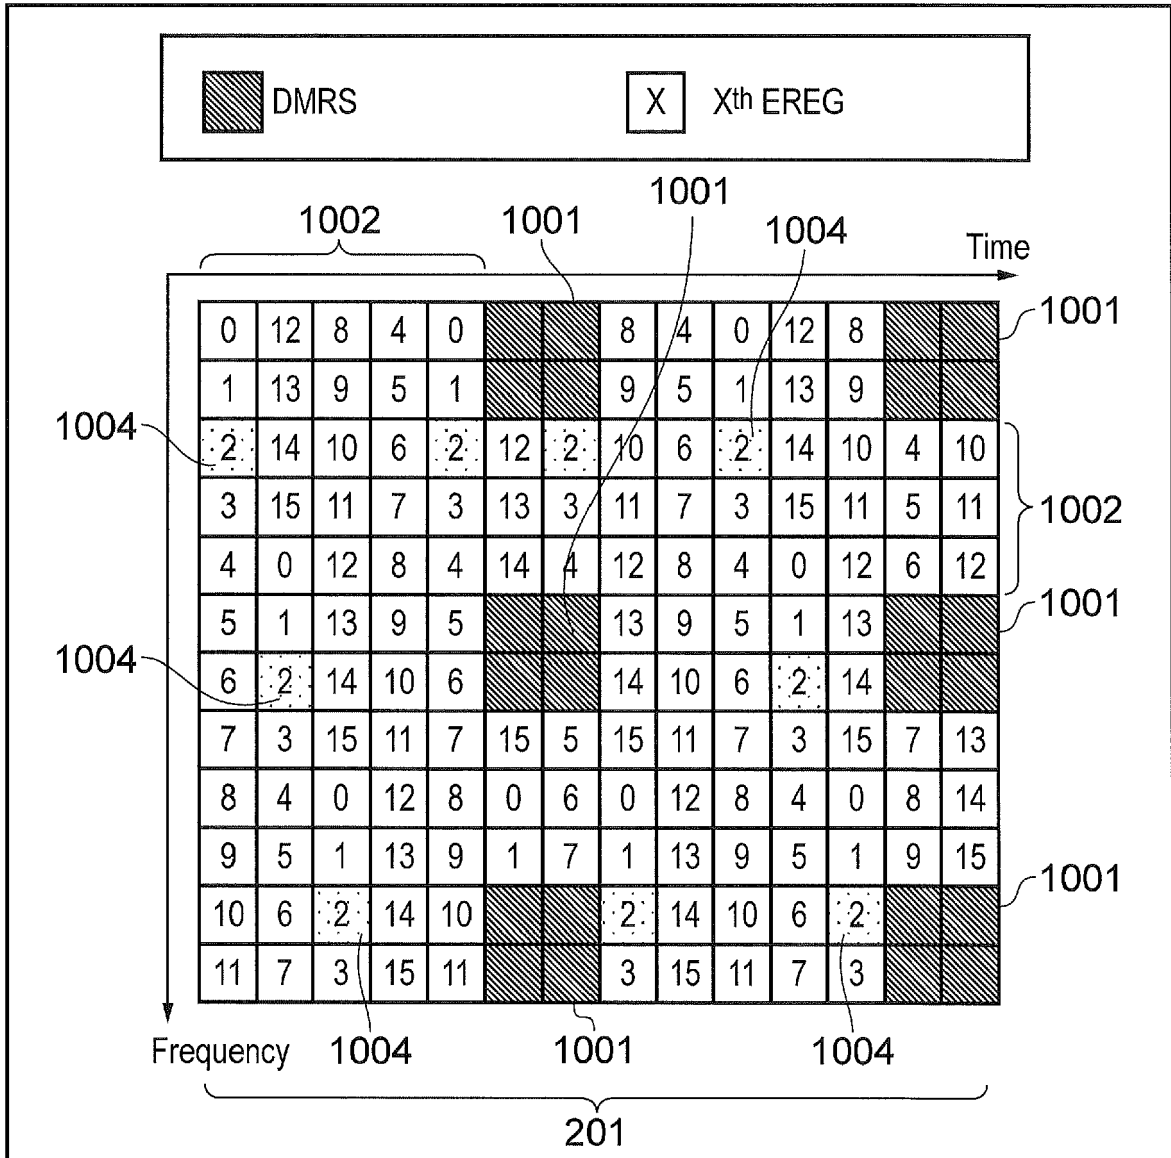 DMRS
X Xth EREG
1001
1002 1001 1004
Time
0 12 8 4 0 8 4 0 12 8 1001
1 13 9 5 1 9 5 1 13 9
1004 2 14 10 6 2 12 2 10 6 2 14 10 4 10
3 15 11 7 3 13 3 11 7 3 15 11 5 11 1002
4 0 12 8 4 14 4 12 8 4 0 12 6 12
5 1 13 9 5 13 9 5 1 13 1001
1004 6 2 14 10 6 14 10 6 2 14
7 3 15 11 7 15 5 15 11 7 3 15 7 13
8 4 0 12 8 0 6 0 12 8 4 0 8 14
9 5 1 13 9 1 7 1 13 9 5 1 9 15
10 6 2 14 10 2 14 10 6 2 1001
11 7 3 15 11 3 15 11 7 3
Frequency 1004 1001 1004
201